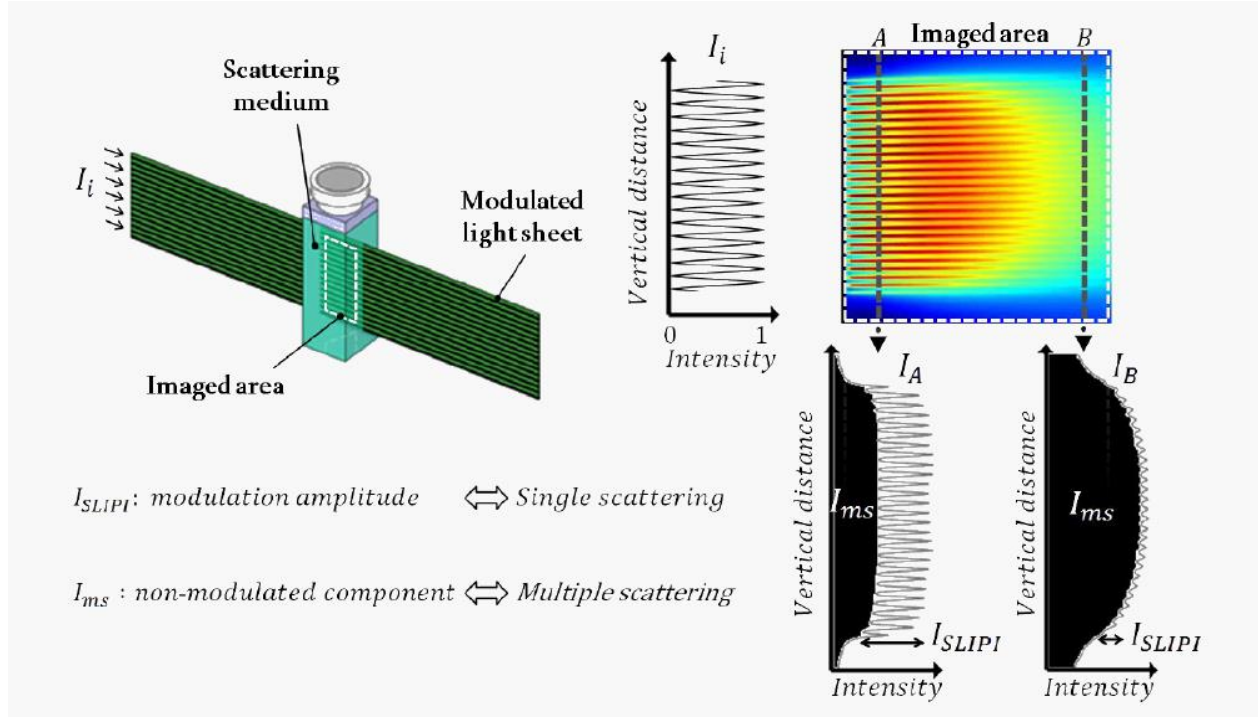 Scattering
medium
I_i
Modulated
light sheet
Imaged area
I_i
Vertical distance
0 1
Intensity
Imaged area
A B
I_A
Vertical distance
I_ms
I_SLIPI
Intensity
I_B
Vertical distance
I_ms
I_SLIPI
Intensity
I_SLIPI: modulation amplitude ⇔ Single scattering
I_ms : non-modulated component ⇔ Multiple scattering